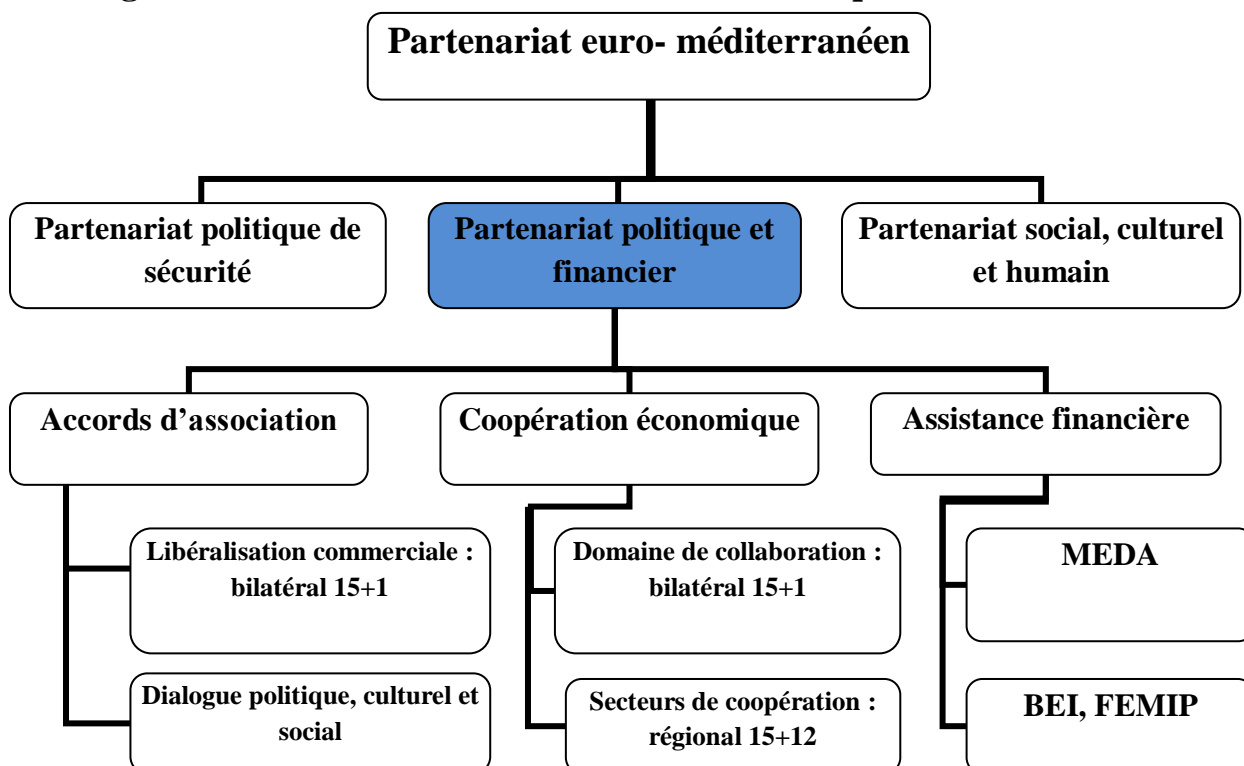 Partenariat euro- méditerranéen
Partenariat politique de
sécurité
Partenariat politique et
financier
Partenariat social, culturel
et humain
Accords d’association
Coopération économique
Assistance financière
Libéralisation commerciale :
bilatéral 15+1
Domaine de collaboration :
bilatéral 15+1
MEDA
Dialogue politique, culturel et
social
Secteurs de coopération :
régional 15+12
BEI, FEMIP